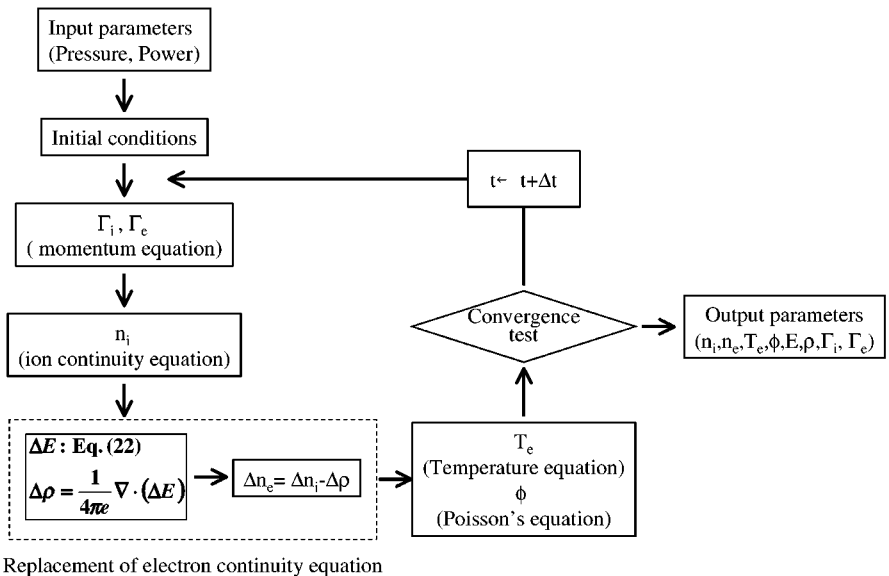 Input parameters
(Pressure, Power)
Initial conditions
t← t+Δt
Γᵢ , Γₑ
( momentum equation)
nᵢ
(ion continuity equation)
ΔE : Eq. (22)
Δρ = 1/4πe ∇·(ΔE)
Δnₑ= Δnᵢ-Δρ
Tₑ
(Temperature equation)
ϕ
(Poisson's equation)
Convergence
test
Output parameters
(nᵢ,nₑ,Tₑ,ϕ,E,ρ,Γᵢ, Γₑ)
Replacement of electron continuity equation